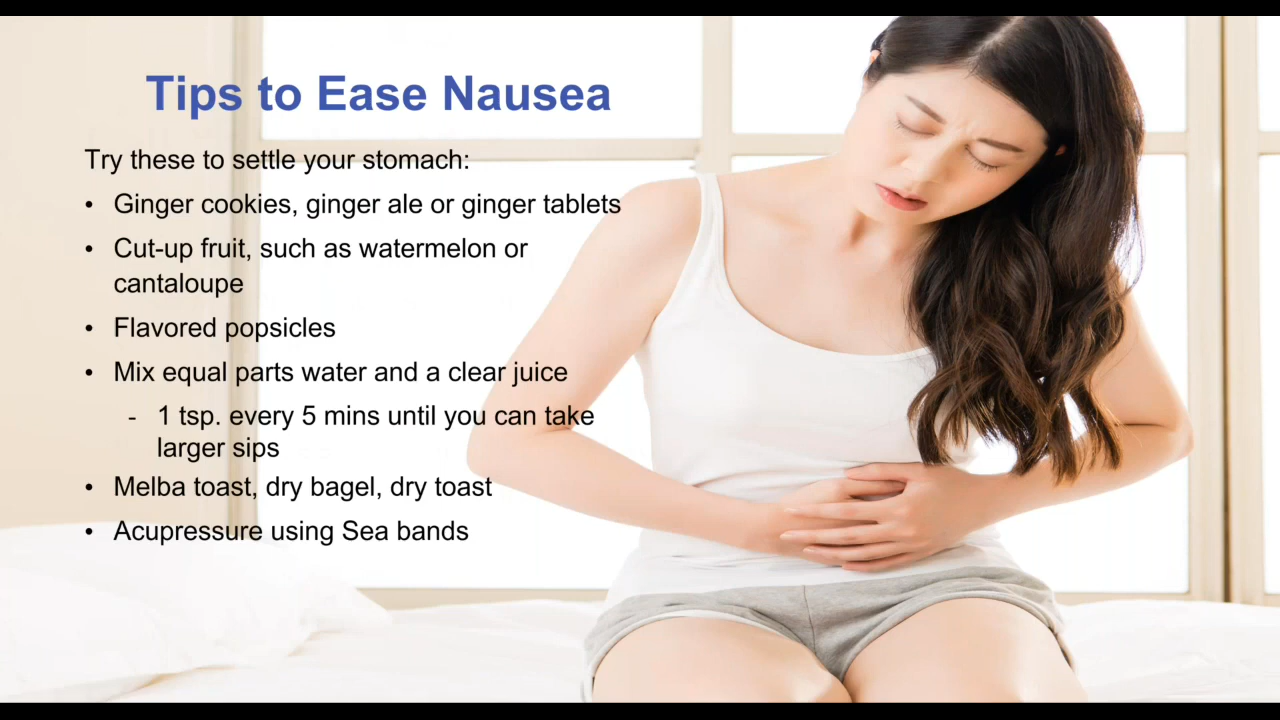 Tips to Ease Nausea
Try these to settle your stomach:
• Ginger cookies, ginger ale or ginger tablets
• Cut-up fruit, such as watermelon or
cantaloupe
• Flavored popsicles
• Mix equal parts water and a clear juice
- 1 tsp. every 5 mins until you can take
larger sips
• Melba toast, dry bagel, dry toast
• Acupressure using Sea bands